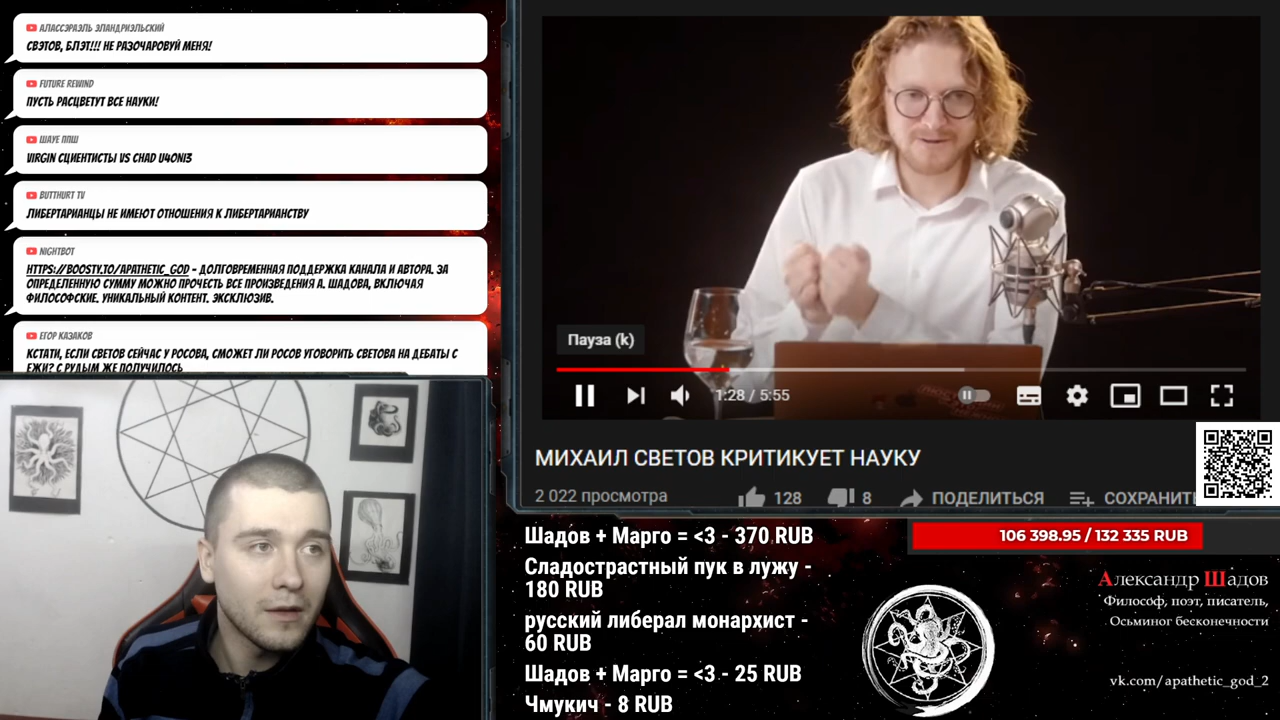 АЛАССЭРАЭЛЬ ЭЛАНДРИЭЛЬСКИЙ
СВЭТОВ, БЛЭТ!!! НЕ РАЗОЧАРОВУЙ МЕНЯ!
FUTURE REWIND
ПУСТЬ РАСЦВЕТУТ ВСЕ НАУКИ!
ШАУЕ ППШ
VIRGIN СЦИЕНТИСТЫ VS CHAD U4ONI3
BUTTHURT TV
ЛИБЕРТАРИАНЦЫ НЕ ИМЕЮТ ОТНОШЕНИЯ К ЛИБЕРТАРИАНСТВУ
NIGHTBOT
HTTPS://BOOSTY.TO/APATHETIC_GOD - ДОЛГОВРЕМЕННАЯ ПОДДЕРЖКА КАНАЛА И АВТОРА. ЗА
ОПРЕДЕЛЕННУЮ СУММУ МОЖНО ПРОЧЕСТЬ ВСЕ ПРОИЗВЕДЕНИЯ А. ШАДОВА, ВКЛЮЧАЯ
ФИЛОСОФСКИЕ. УНИКАЛЬНЫЙ КОНТЕНТ. ЭКСКЛЮЗИВ.
ЕГОР КАЗАКОВ
КСТАТИ, ЕСЛИ СВЕТОВ СЕЙЧАС У РОСОВА, СМОЖЕТ ЛИ РОСОВ УГОВОРИТЬ СВЕТОВА НА ДЕБАТЫ С
ЕЖИ? С РУДЫМ ЖЕ ПОЛУЧИЛОСЬ
Пауза (k)
1:28 / 5:55
МИХАИЛ СВЕТОВ КРИТИКУЕТ НАУКУ
2 022 просмотра
128
8
ПОДЕЛИТЬСЯ
СОХРАНИТЬ
Шадов + Марго = <3 - 370 RUB
Сладострастный пук в лужу -
180 RUB
русский либерал монархист -
60 RUB
Шадов + Марго = <3 - 25 RUB
Чмукич - 8 RUB
106 398.95 / 132 335 RUB
Александр Шадов
Философ, поэт, писатель,
Осьминог бесконечности
vk.com/apathetic_god_2